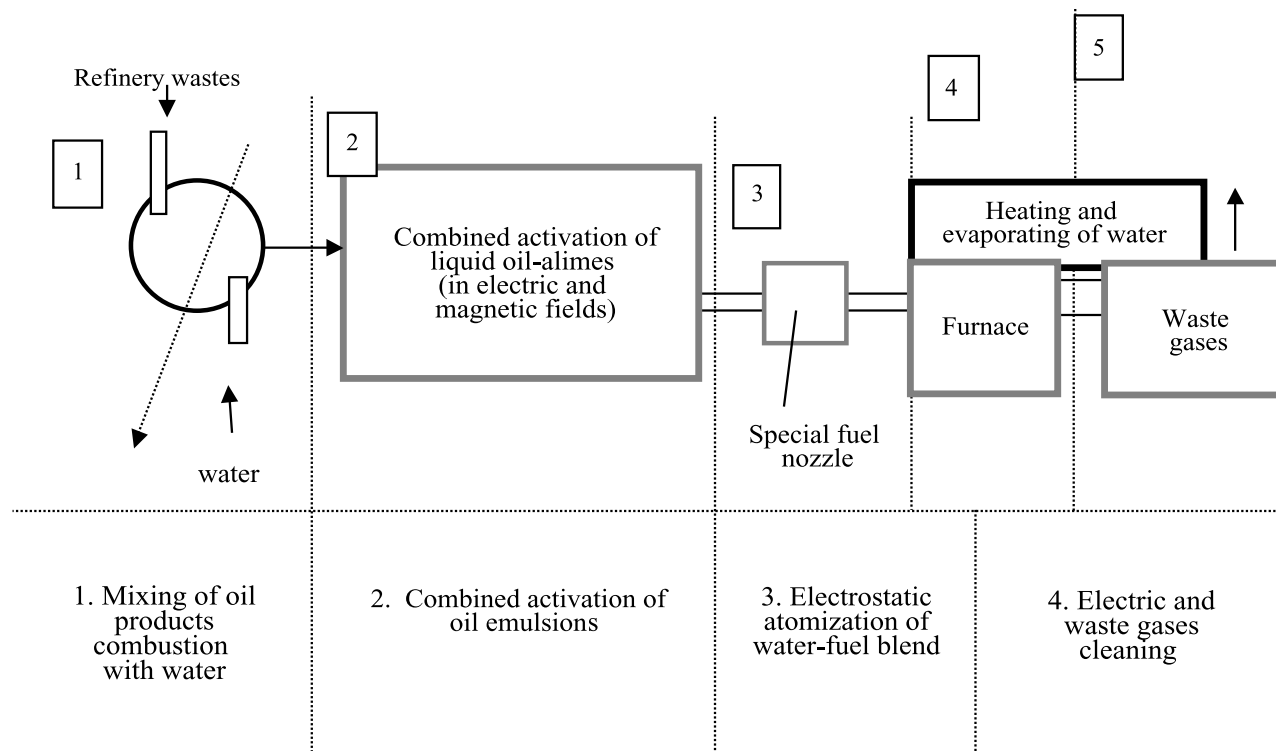 5
4
Refinery wastes
1
2
3
Combined activation of
liquid oil-alimes
(in electric and
magnetic fields)
Heating and
evaporating of water
Furnace
Waste
gases
Special fuel
nozzle
water
1. Mixing of oil
products
combustion
with water
2. Combined activation of
oil emulsions
3. Electrostatic
atomization of
water-fuel blend
4. Electric and
waste gases
cleaning